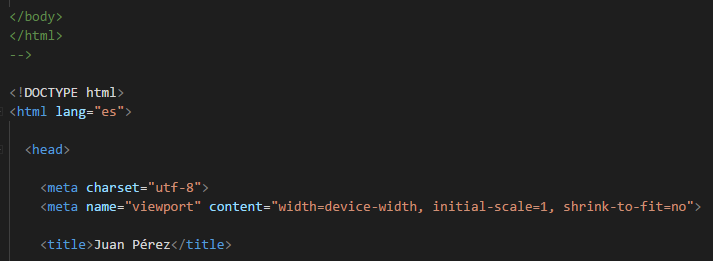 </body>
</html>
-->
<!DOCTYPE html>
<html lang="es">
<head>
<meta charset="utf-8">
<meta name="viewport" content="width=device-width, initial-scale=1, shrink-to-fit=no">
<title>Juan Pérez</title>